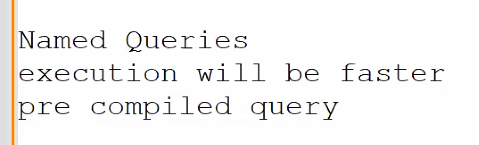 Named Queries
execution will be faster
pre compiled query